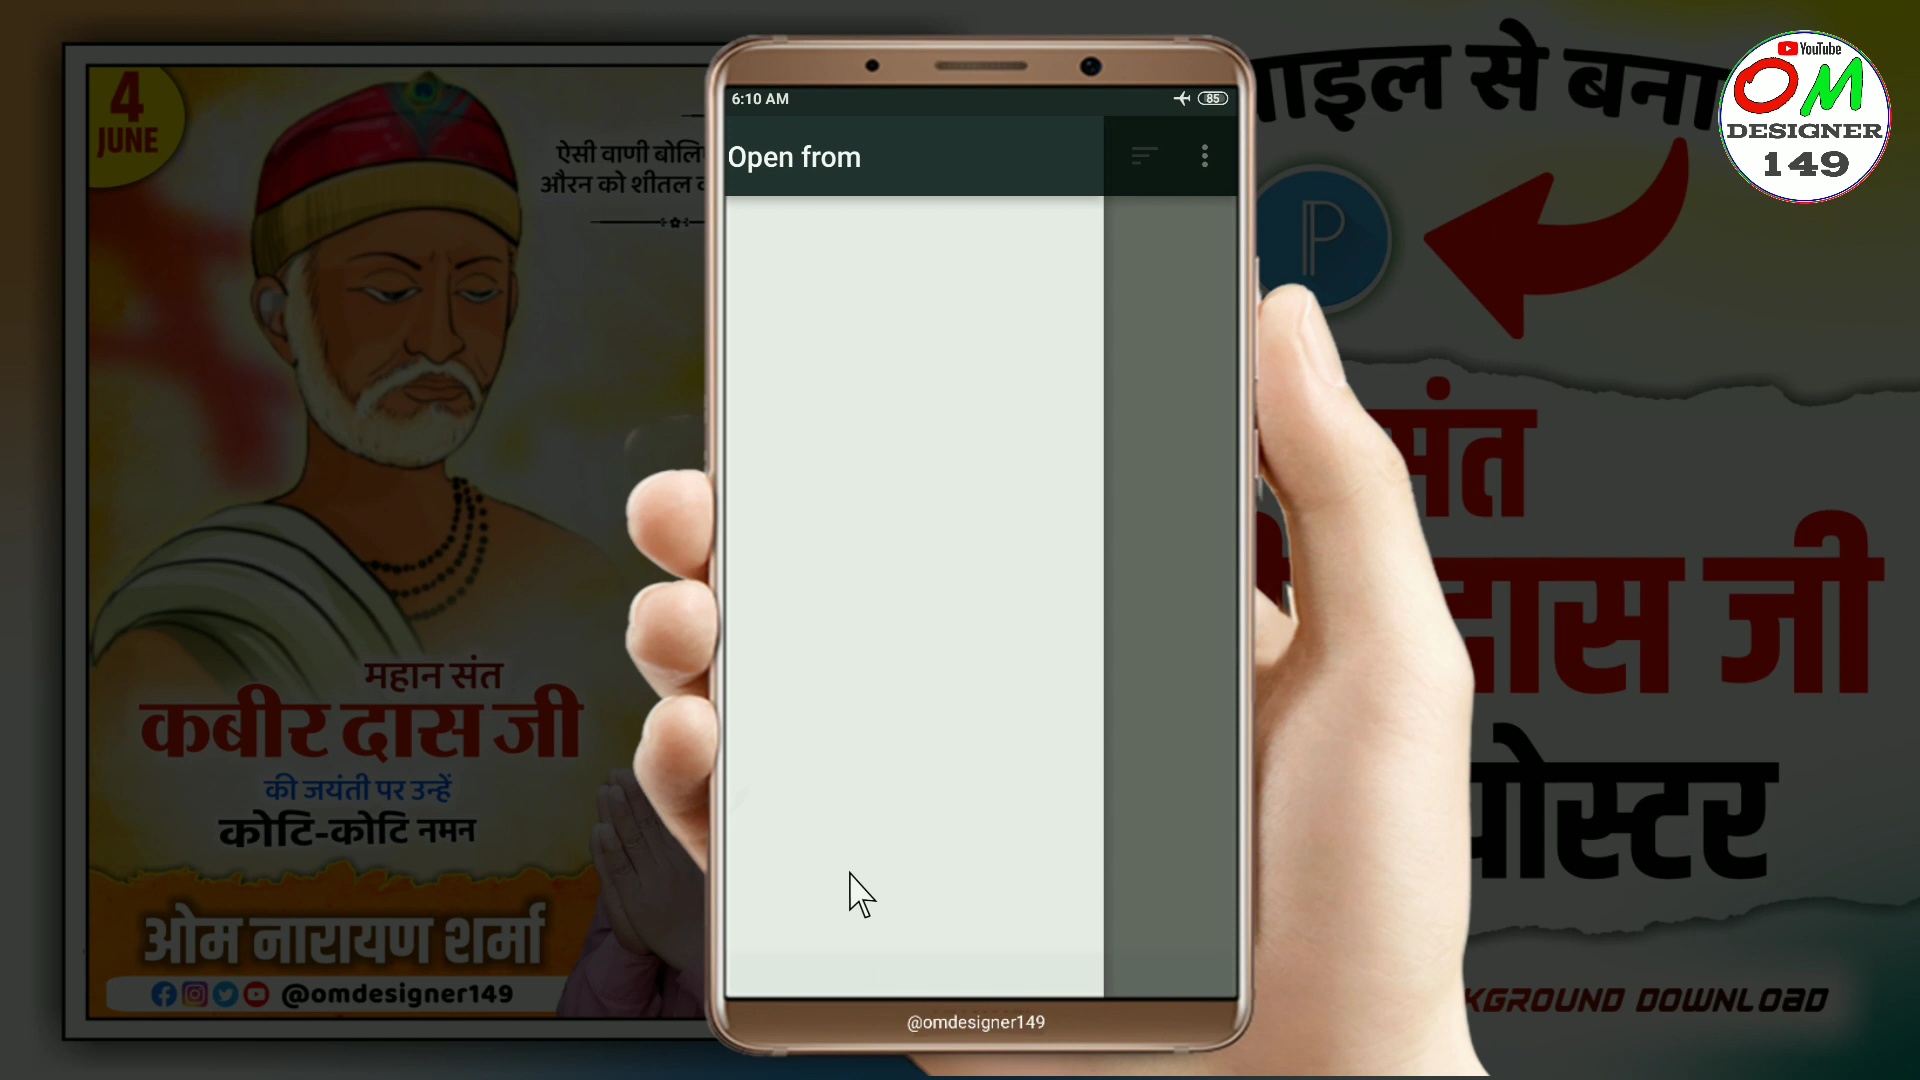 4
JUNE
ऐसी वाणी बोलि
औरन को शीतल
महान संत
कबीर दास जी
की जयंती पर उन्हें
कोटि-कोटि नमन
ओम नारायण शर्मा
@omdesigner149
6:10 AM
85
Open from
@omdesigner149
से बना
P
YouTube
OM
DESIGNER
149
संत
दास जी
पोस्टर
KGROUND DOWNLOAD